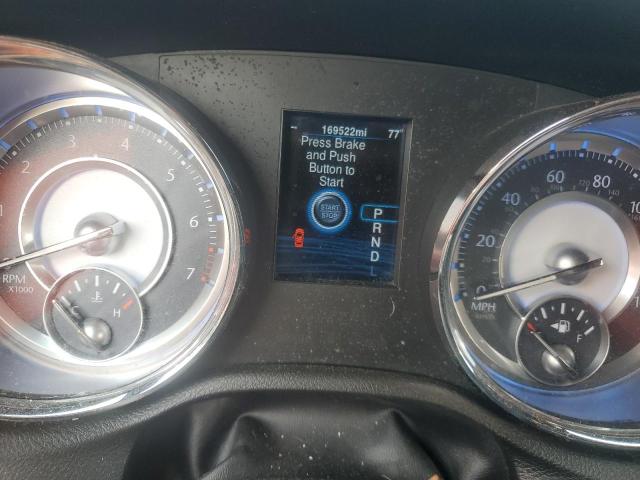 169522mi 77°
Press Brake
and Push
Button to
Start
START
STOP
P
R
N
D
L
1 2 3 4 5 6 7
RPM
X1000
H
0 20 40 60 80
MPH
F